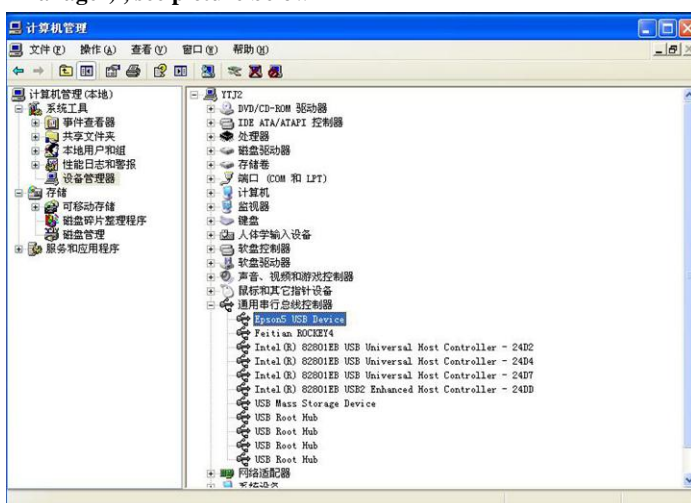 计算机管理
文件(F) 操作(A) 查看(V) 窗口(W) 帮助(H)
计算机管理(本地)
系统工具
事件查看器
共享文件夹
本地用户和组
性能日志和警报
设备管理器
存储
可移动存储
磁盘碎片整理程序
磁盘管理
服务和应用程序
YTJ2
DVD/CD-ROM 驱动器
IDE ATA/ATAPI 控制器
处理器
磁盘驱动器
存储卷
端口 (COM 和 LPT)
计算机
监视器
键盘
人体学输入设备
软盘控制器
软盘驱动器
声音、视频和游戏控制器
鼠标和其它指针设备
通用串行总线控制器
Epson5 USB Device
Feitian ROCKEY4
Intel(R) 82801EB USB Universal Host Controller - 24D2
Intel(R) 82801EB USB Universal Host Controller - 24D4
Intel(R) 82801EB USB Universal Host Controller - 24D7
Intel(R) 82801EB USB2 Enhanced Host Controller - 24DD
USB Mass Storage Device
USB Root Hub
USB Root Hub
USB Root Hub
USB Root Hub
网络适配器
系统设备